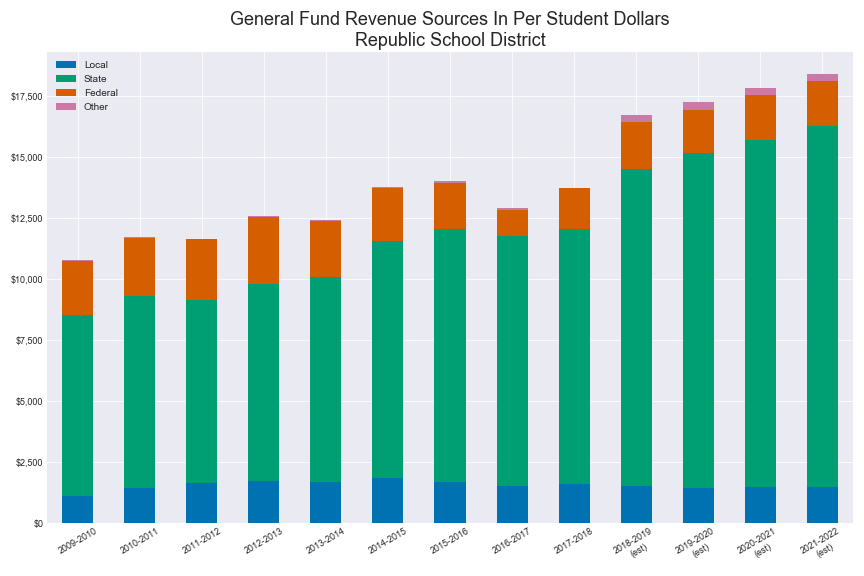 General Fund Revenue Sources In Per Student Dollars
Republic School District
Local
State
Federal
Other
$17,500
$15,000
$12,500
$10,000
$7,500
$5,000
$2,500
$0
2009-2010
2010-2011
2011-2012
2012-2013
2013-2014
2014-2015
2015-2016
2016-2017
2017-2018
2018-2019
(est)
2019-2020
(est)
2020-2021
(est)
2021-2022
(est)